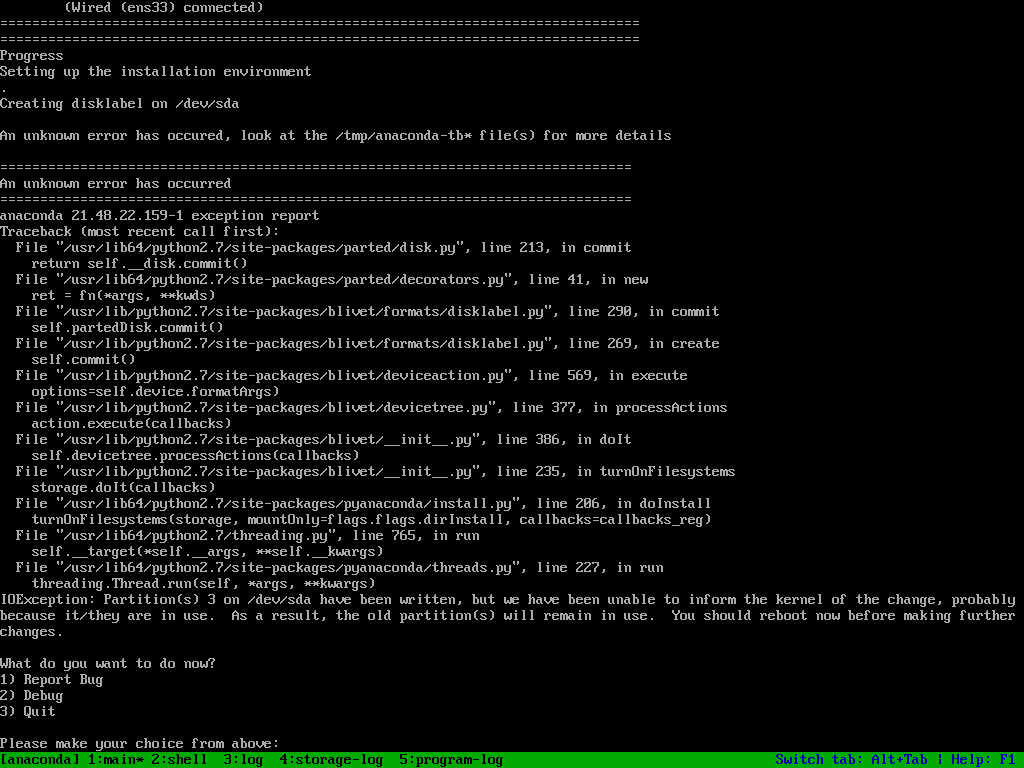 (Wired (ens33) connected)
================================================================================
================================================================================
Progress
Setting up the installation environment
.
Creating disklabel on /dev/sda
An unknown error has occured, look at the /tmp/anaconda-tb* file(s) for more details
===============================================================================
An unknown error has occurred
===============================================================================
anaconda 21.48.22.159-1 exception report
Traceback (most recent call first):
  File "/usr/lib64/python2.7/site-packages/parted/disk.py", line 213, in commit
    return self.__disk.commit()
  File "/usr/lib64/python2.7/site-packages/parted/decorators.py", line 41, in new
    ret = fn(*args, **kwds)
  File "/usr/lib/python2.7/site-packages/blivet/formats/disklabel.py", line 290, in commit
    self.partedDisk.commit()
  File "/usr/lib/python2.7/site-packages/blivet/formats/disklabel.py", line 269, in create
    self.commit()
  File "/usr/lib/python2.7/site-packages/blivet/deviceaction.py", line 569, in execute
    options=self.device.formatArgs)
  File "/usr/lib/python2.7/site-packages/blivet/devicetree.py", line 377, in processActions
    action.execute(callbacks)
  File "/usr/lib/python2.7/site-packages/blivet/__init__.py", line 386, in doIt
    self.devicetree.processActions(callbacks)
  File "/usr/lib/python2.7/site-packages/blivet/__init__.py", line 235, in turnOnFilesystems
    storage.doIt(callbacks)
  File "/usr/lib64/python2.7/site-packages/pyanaconda/install.py", line 206, in doInstall
    turnOnFilesystems(storage, mountOnly=flags.flags.dirInstall, callbacks=callbacks_reg)
  File "/usr/lib64/python2.7/threading.py", line 765, in run
    self.__target(*self.__args, **self.__kwargs)
  File "/usr/lib64/python2.7/site-packages/pyanaconda/threads.py", line 227, in run
    threading.Thread.run(self, *args, **kwargs)
IOException: Partition(s) 3 on /dev/sda have been written, but we have been unable to inform the kernel of the change, probably
because it/they are in use.  As a result, the old partition(s) will remain in use.  You should reboot now before making further
changes.
What do you want to do now?
1) Report Bug
2) Debug
3) Quit
Please make your choice from above:
[anaconda] 1:main* 2:shell  3:log  4:storage-log  5:program-log Switch tab: Alt+Tab | Help: F1